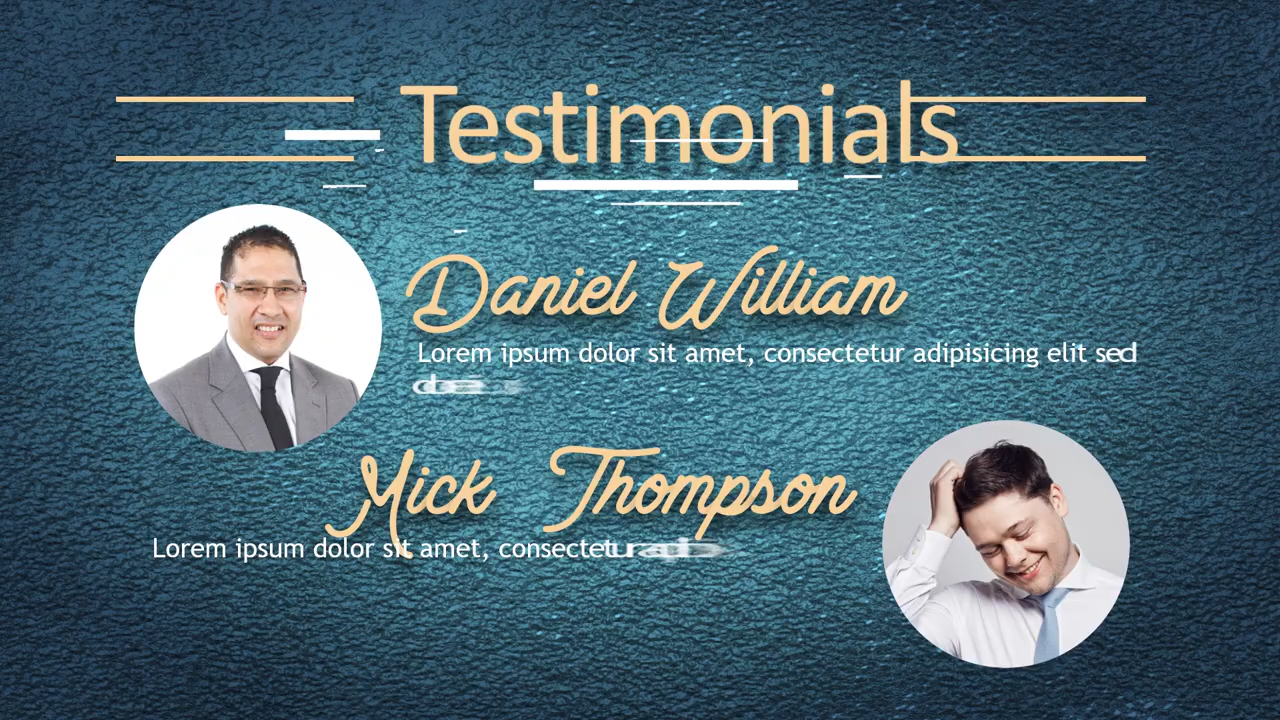 Testimonials
Daniel William
Lorem ipsum dolor sit amet, consectetur adipisicing elit sed
Mick Thompson
Lorem ipsum dolor sit amet,